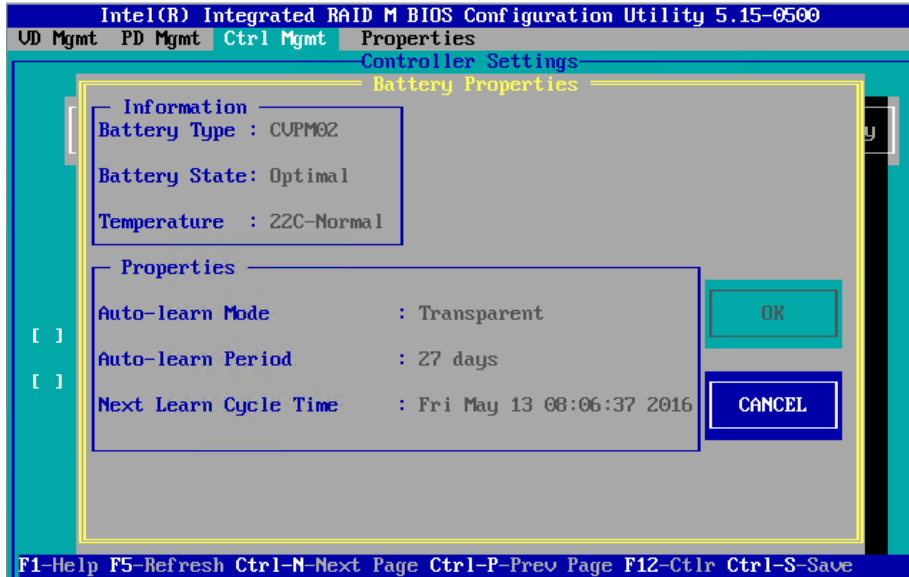 Intel(R) Integrated RAID M BIOS Configuration Utility 5.15-0500
VD Mgmt PD Mgmt Ctrl Mgmt Properties
Controller Settings
Battery Properties
Information
Battery Type : CVPM02
y
Battery State: Optimal
Temperature : 22C-Normal
Properties
Auto-learn Mode : Transparent
OK
[ ]
Auto-learn Period : 27 days
[ ]
Next Learn Cycle Time : Fri May 13 08:06:37 2016
CANCEL
F1-Help F5-Refresh Ctrl-N-Next Page Ctrl-P-Prev Page F12-Ctlr Ctrl-S-Save